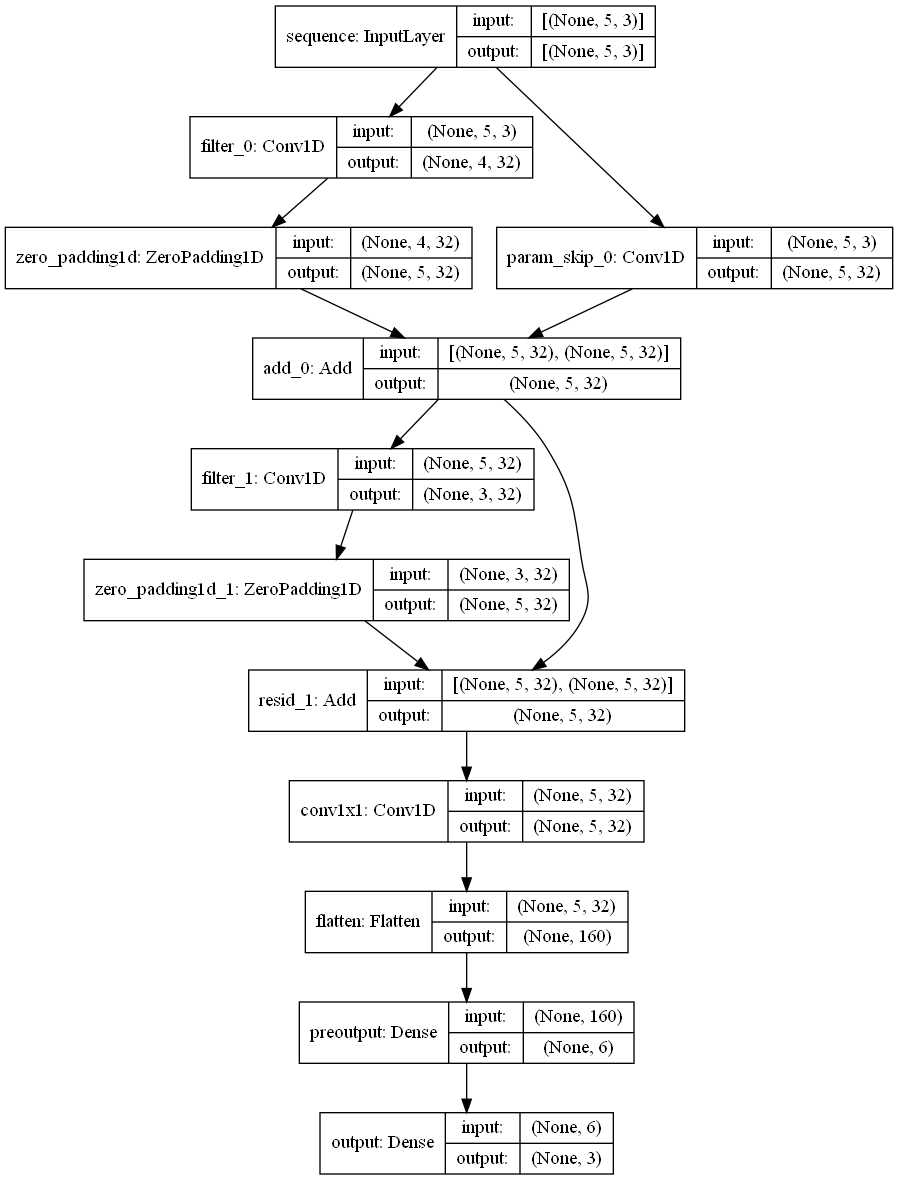 sequence: InputLayer
input: [(None, 5, 3)]
output: [(None, 5, 3)]
filter_0: Conv1D
input: (None, 5, 3)
output: (None, 4, 32)
zero_padding1d: ZeroPadding1D
input: (None, 4, 32)
output: (None, 5, 32)
param_skip_0: Conv1D
input: (None, 5, 3)
output: (None, 5, 32)
add_0: Add
input: [(None, 5, 32), (None, 5, 32)]
output: (None, 5, 32)
filter_1: Conv1D
input: (None, 5, 32)
output: (None, 3, 32)
zero_padding1d_1: ZeroPadding1D
input: (None, 3, 32)
output: (None, 5, 32)
resid_1: Add
input: [(None, 5, 32), (None, 5, 32)]
output: (None, 5, 32)
conv1x1: Conv1D
input: (None, 5, 32)
output: (None, 5, 32)
flatten: Flatten
input: (None, 5, 32)
output: (None, 160)
preoutput: Dense
input: (None, 160)
output: (None, 6)
output: Dense
input: (None, 6)
output: (None, 3)